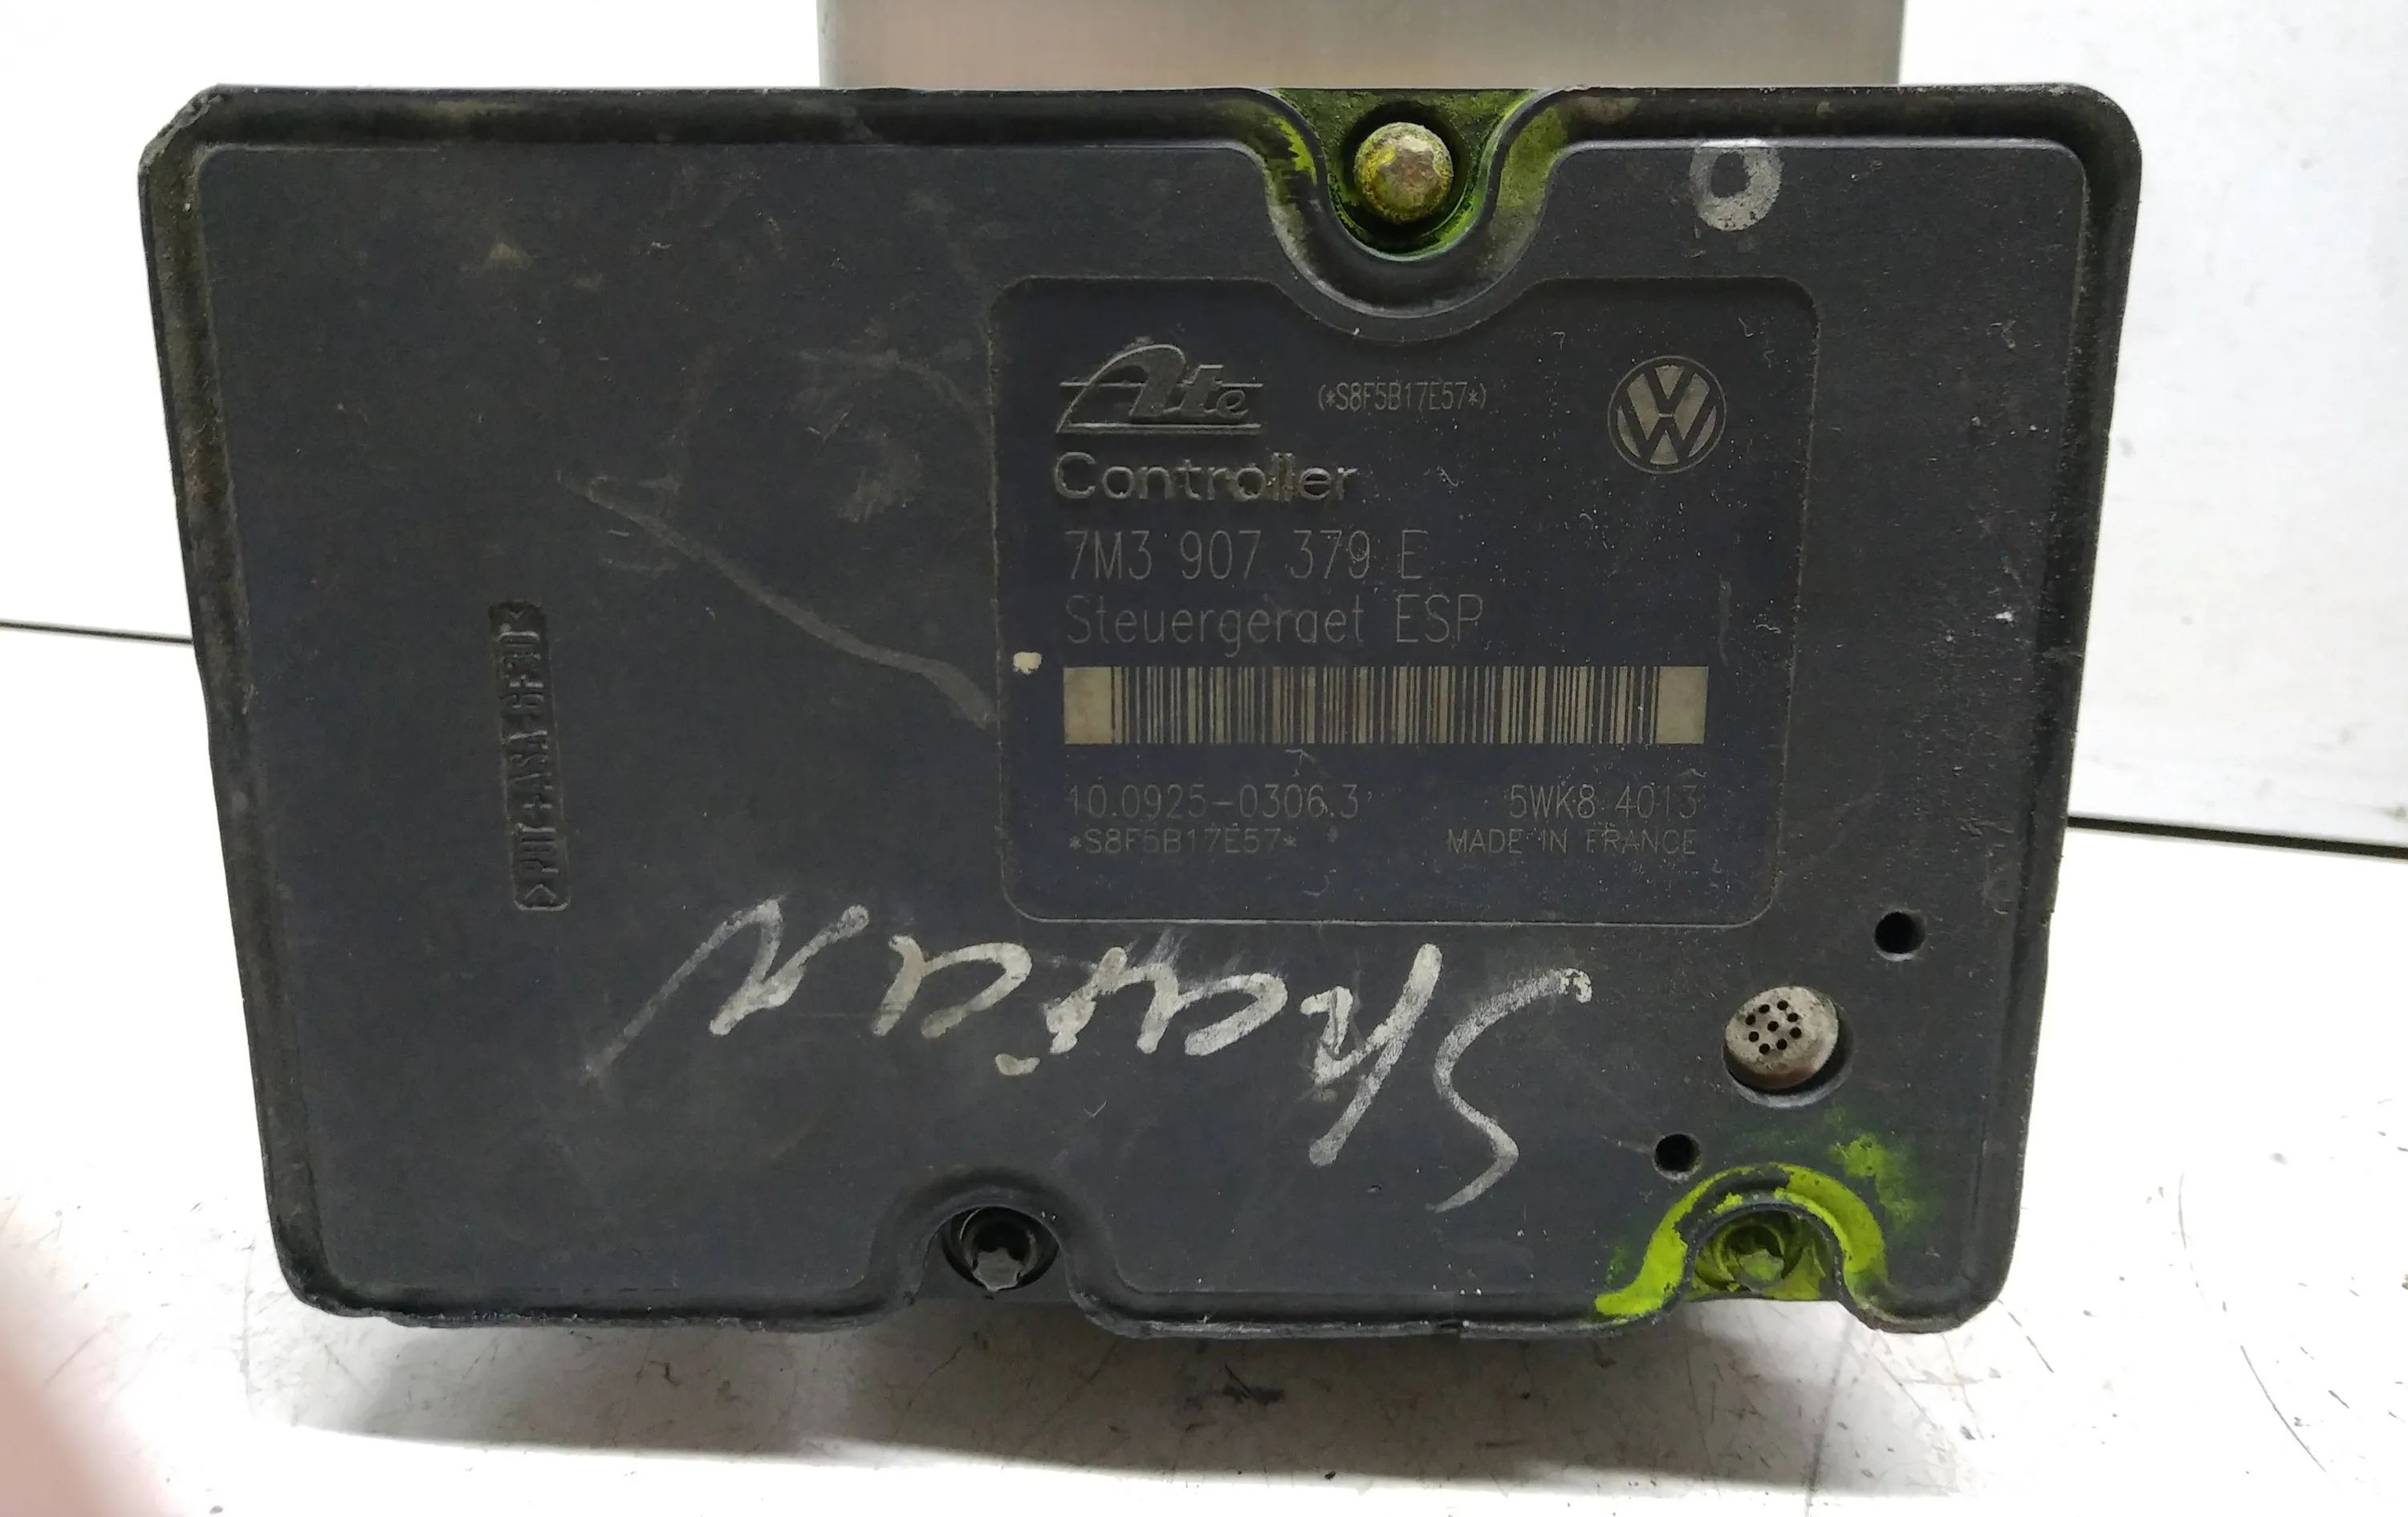 Ate
(*S8F5B17E57*)
Controller
7M3 907 379 E
Steuergeraet ESP
10.0925-0306.3
5WK8 4013
*S8F5B17E57*
MADE IN FRANCE
Sharan